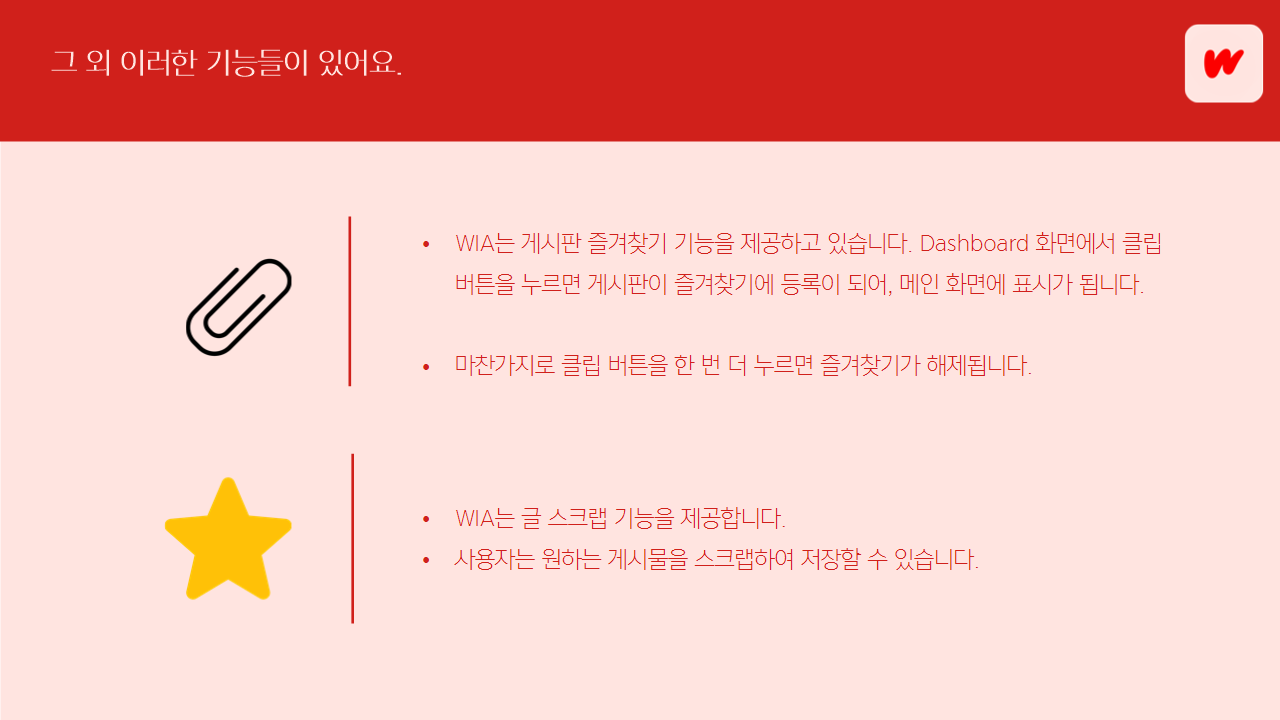 그 외 이러한 기능들이 있어요.
W
• WIA는 게시판 즐겨찾기 기능을 제공하고 있습니다. Dashboard 화면에서 클립
버튼을 누르면 게시판이 즐겨찾기에 등록이 되어, 메인 화면에 표시가 됩니다.
• 마찬가지로 클립 버튼을 한 번 더 누르면 즐겨찾기가 해제됩니다.
• WIA는 글 스크랩 기능을 제공합니다.
• 사용자는 원하는 게시물을 스크랩하여 저장할 수 있습니다.